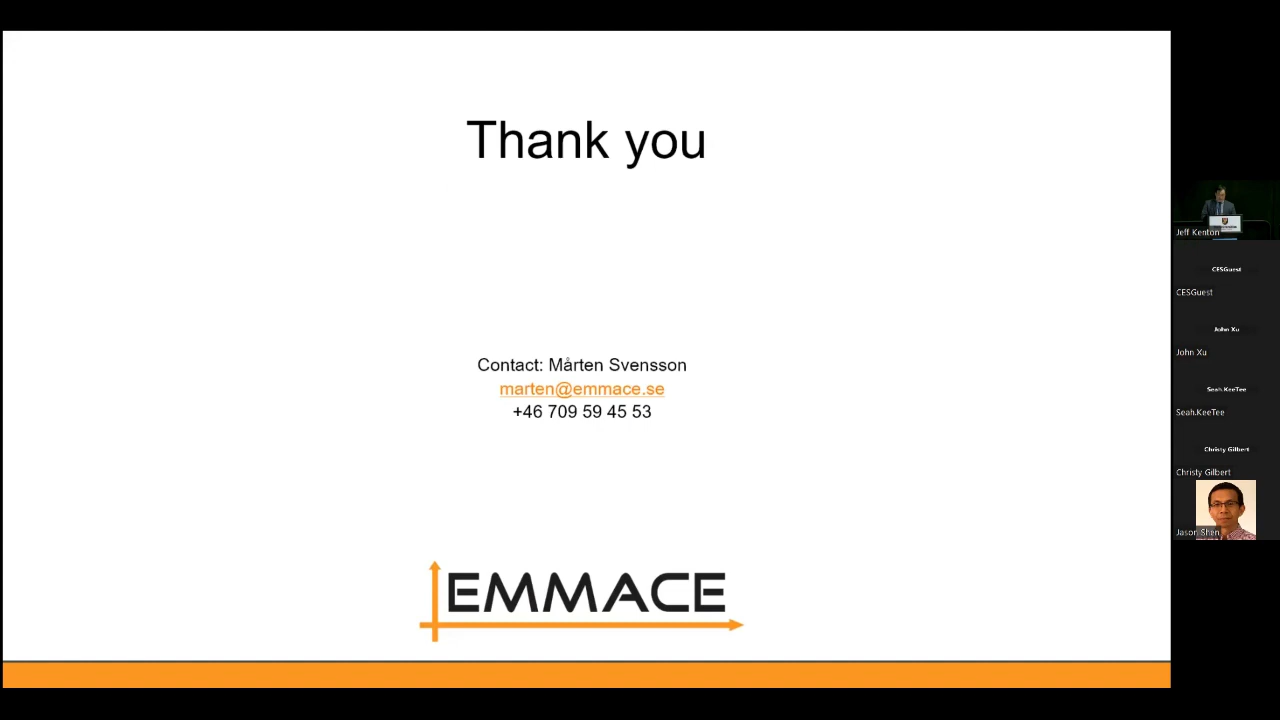 Thank you
Contact: Mårten Svensson
marten@emmace.se
+46 709 59 45 53
EMMACE
Jeff Kenton
CESGuest
CESGuest
John Xu
John Xu
Seah.KeeTee
Seah.KeeTee
Christy Gilbert
Christy Gilbert
Jason Shen